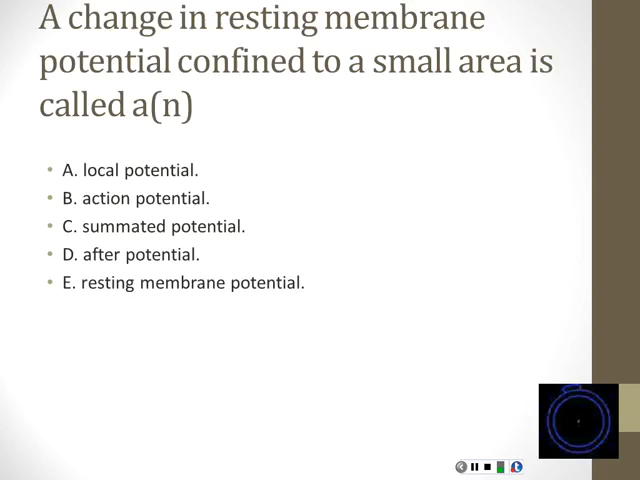 A change in resting membrane
potential confined to a small area is
called a(n)
• A. local potential.
• B. action potential.
• C. summated potential.
• D. after potential.
• E. resting membrane potential.